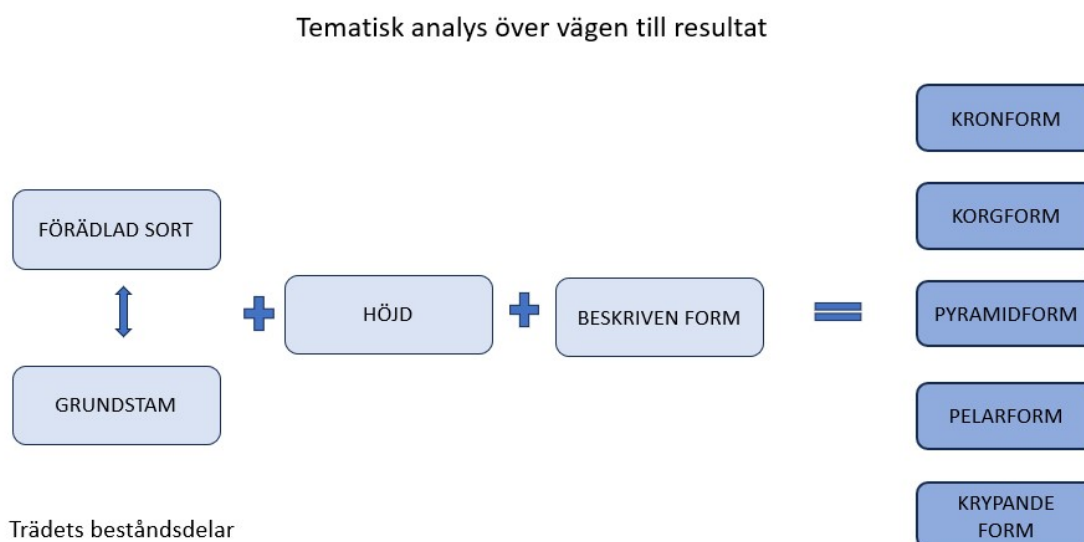 Tematisk analys över vägen till resultat
KRONFORM
FÖRÄDLAD SORT
KORGFORM
HÖJD
BESKRIVEN FORM
PYRAMIDFORM
GRUNDSTAM
PELARFORM
KRYPANDE
FORM
Trädets beståndsdelar